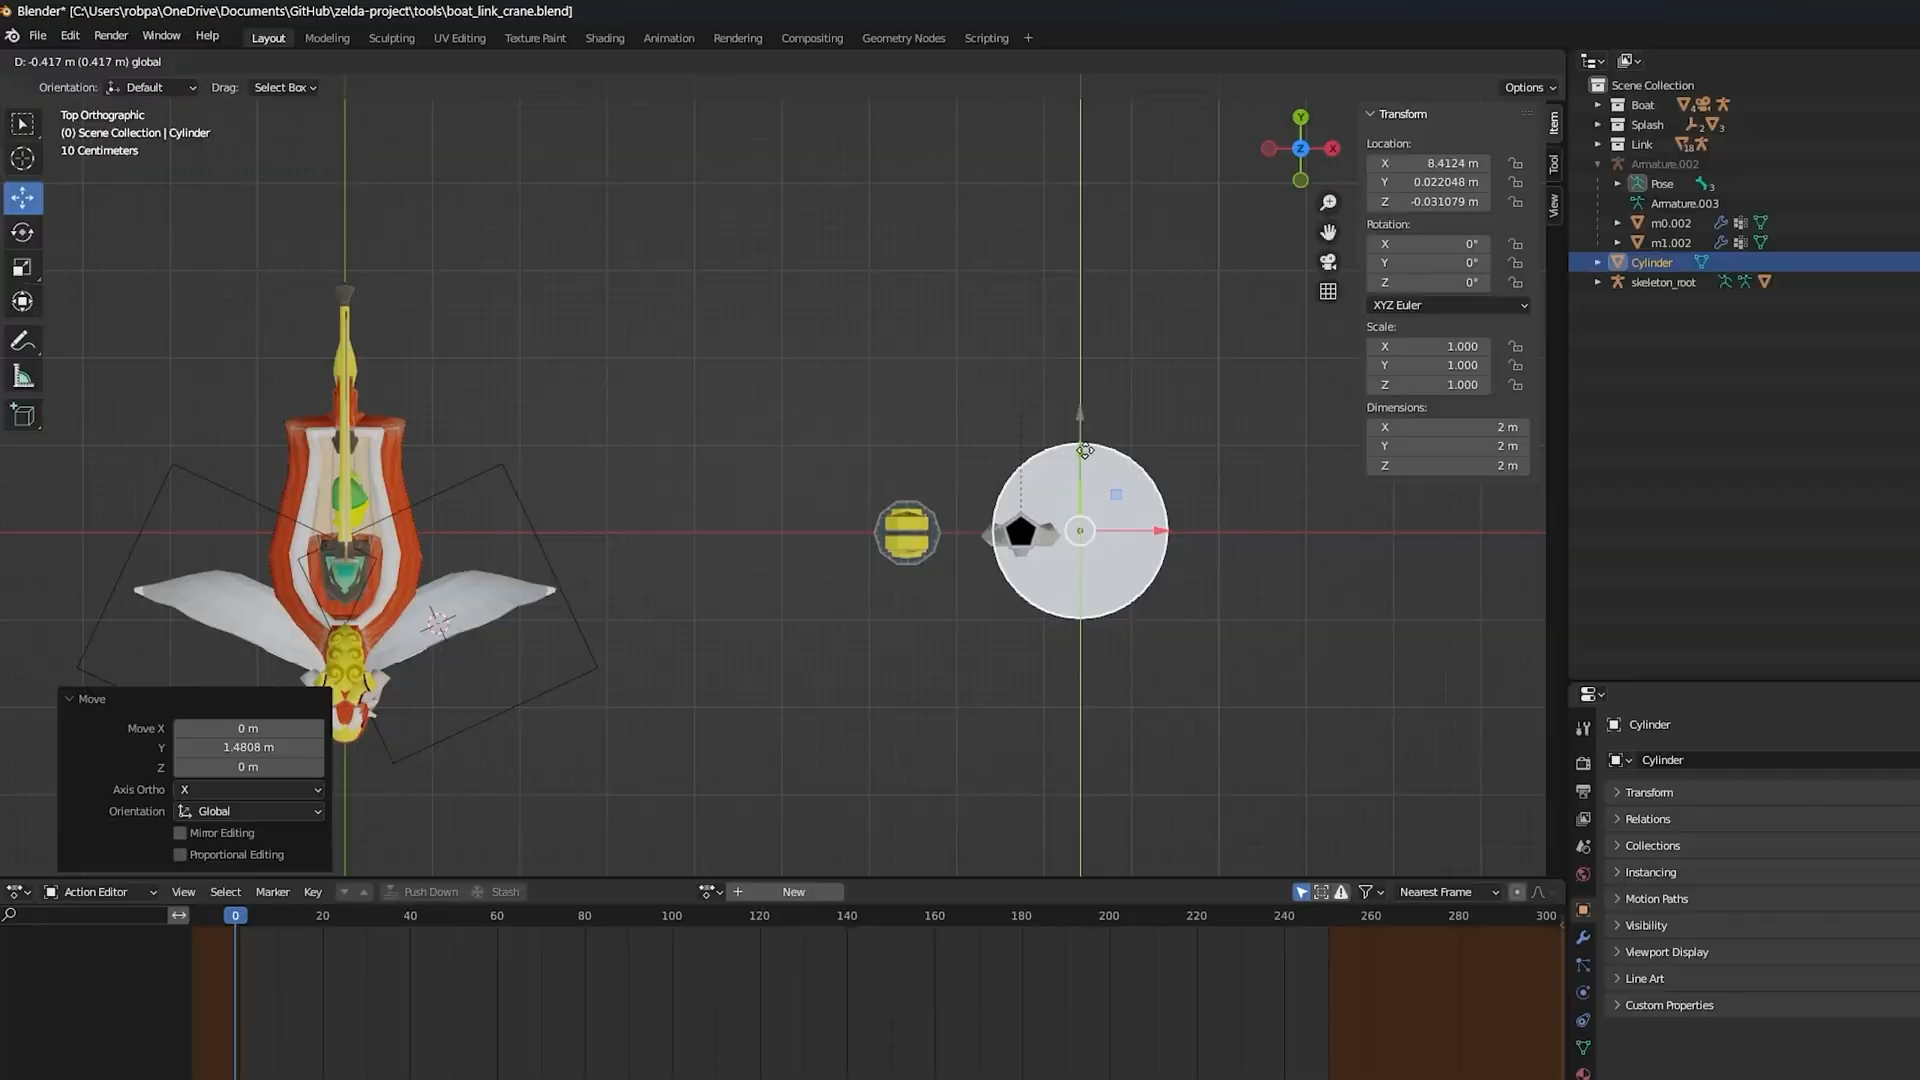 Blender* [C:\Users\robpa\OneDrive\Documents\GitHub\zelda-project\tools\boat_link_crane.blend]
File Edit Render Window Help Layout Modeling Sculpting UV Editing Texture Paint Shading Animation Rendering Compositing Geometry Nodes Scripting +
D: -0.417 m (0.417 m) global
Orientation: Default Drag: Select Box Options
Top Orthographic
(0) Scene Collection | Cylinder
10 Centimeters
Y
Z X
Transform
Location:
X 8.4124 m
Y 0.022048 m
Z -0.031079 m
Rotation:
X 0°
Y 0°
Z 0°
XYZ Euler
Scale:
X 1.000
Y 1.000
Z 1.000
Dimensions:
X 2 m
Y 2 m
Z 2 m
Item
Tool
View
Scene Collection
Boat 4
Splash 2 3
Link 18
Armature.002
Pose 3
Armature.003
m0.002
m1.002
Cylinder
skeleton_root
Move
Move X 0 m
Y 1.4808 m
Z 0 m
Axis Ortho X
Orientation Global
Mirror Editing
Proportional Editing
Cylinder
Cylinder
Transform
Relations
Collections
Instancing
Motion Paths
Visibility
Viewport Display
Line Art
Custom Properties
Action Editor View Select Marker Key Push Down Stash + New Nearest Frame
0 20 40 60 80 100 120 140 160 180 200 220 240 260 280 300